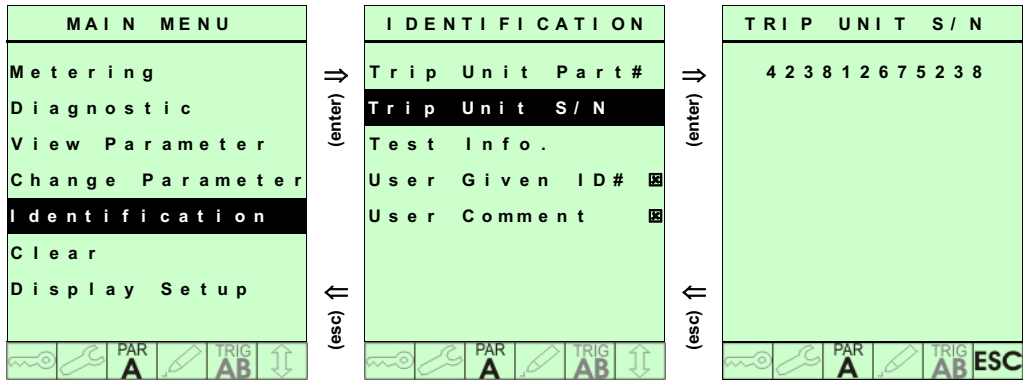 MAIN MENU
Metering
Diagnostic
View Parameter
Change Parameter
Identification
Clear
Display Setup
PAR
A
TRIG
AB
(enter)
(esc)
IDENTIFICATION
Trip Unit Part#
Trip Unit S/N
Test Info.
User Given ID#
User Comment
PAR
A
TRIG
AB
(enter)
(esc)
TRIP UNIT S/N
423812675238
PAR
A
TRIG
AB
ESC